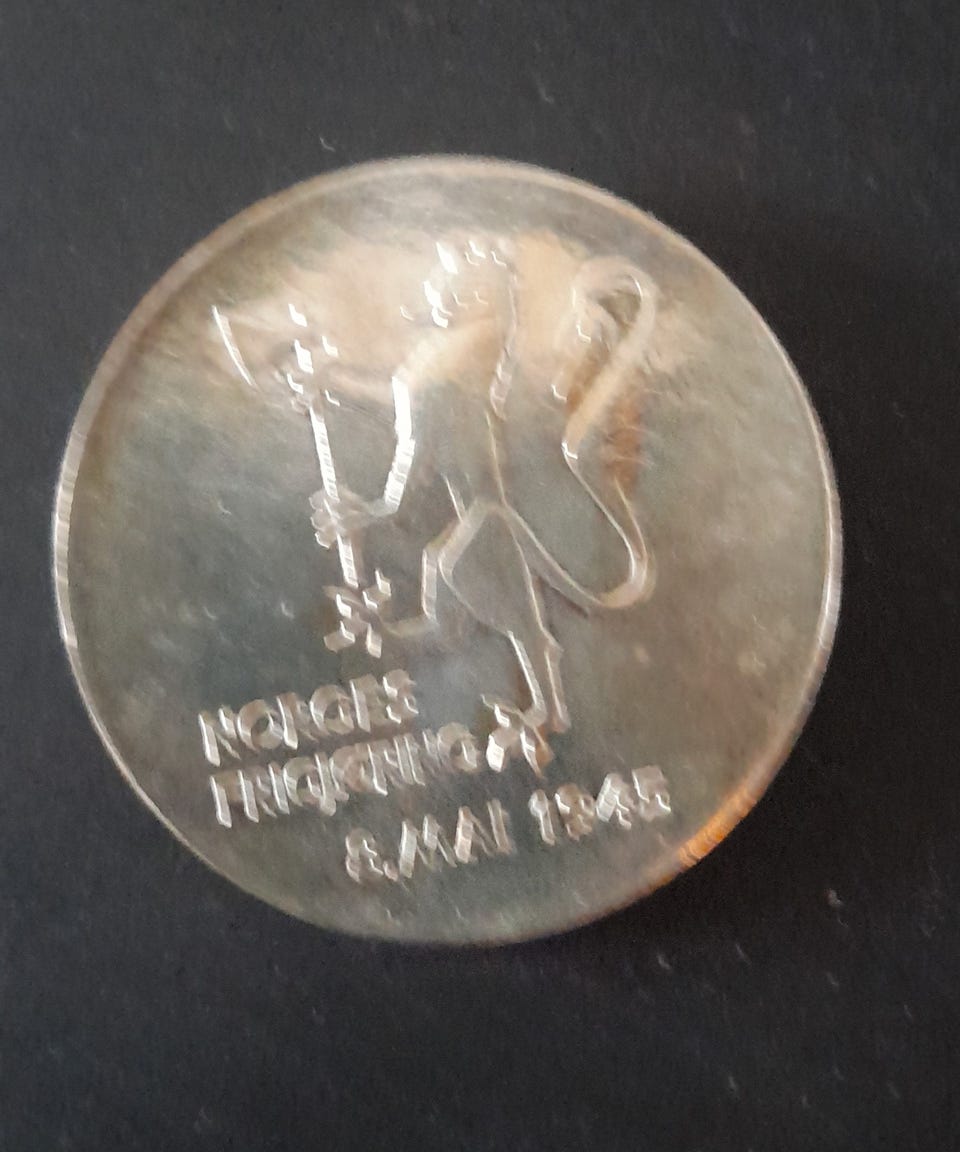 NORGES
FRIGJØRING
8. MAI 1945